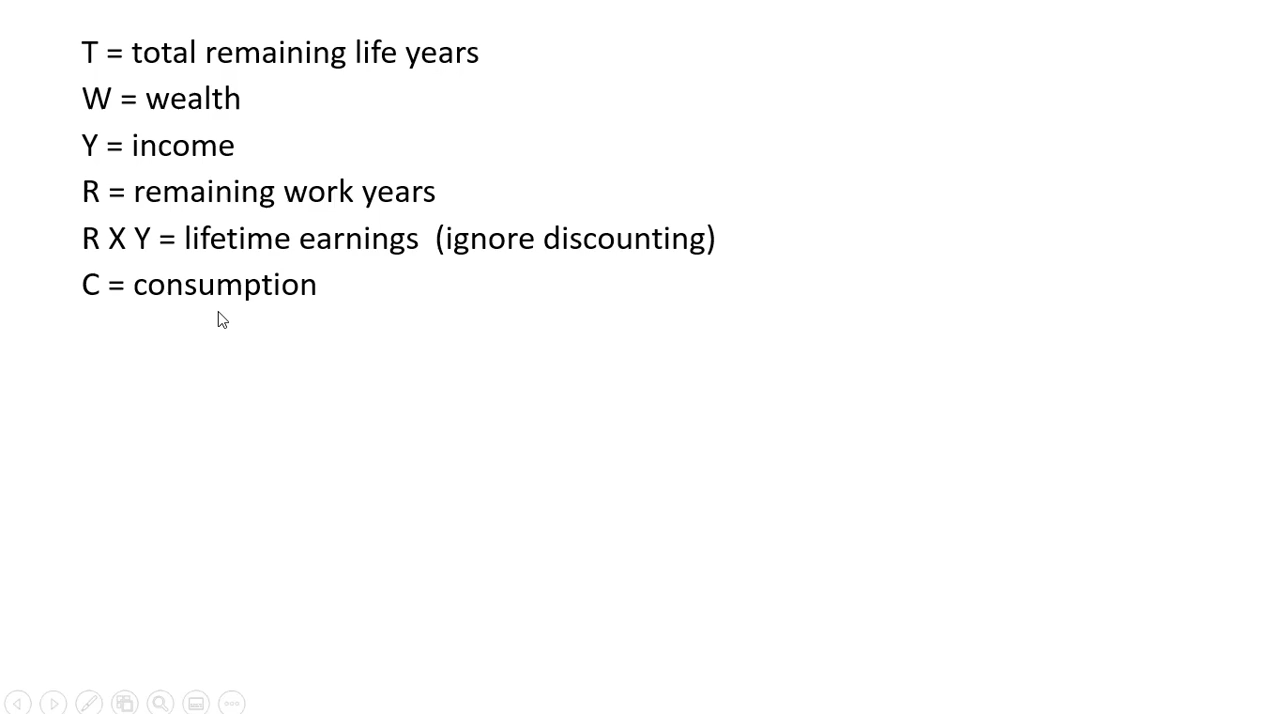 T = total remaining life years
W = wealth
Y = income
R = remaining work years
R X Y = lifetime earnings (ignore discounting)
C = consumption